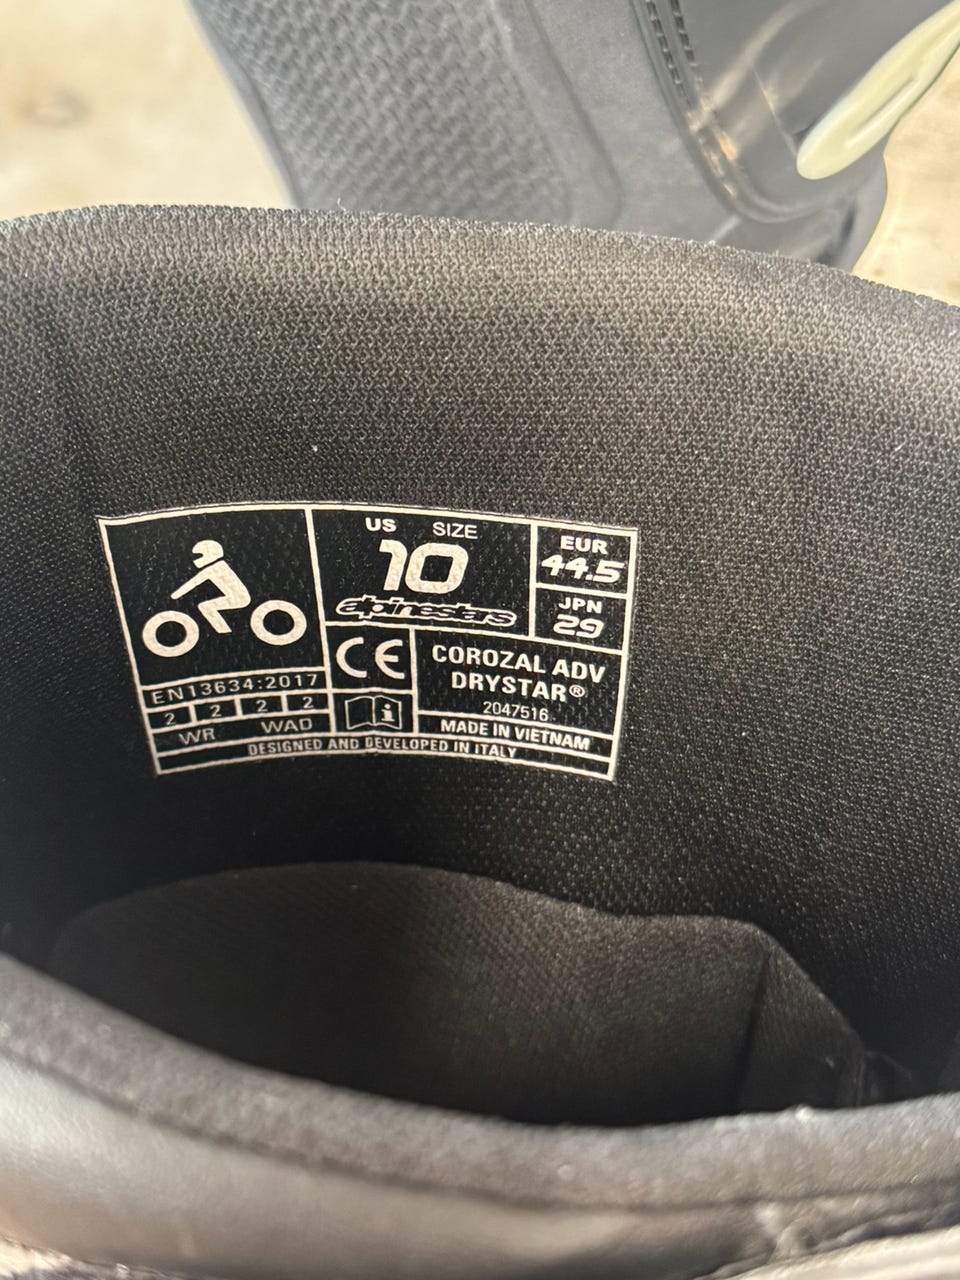 US SIZE
10
alpinestars
EUR
44.5
JPN
29
CE
EN13634:2017
2 2 2 2
WR WAD
i
COROZAL ADV
DRYSTAR®
2047516
MADE IN VIETNAM
DESIGNED AND DEVELOPED IN ITALY